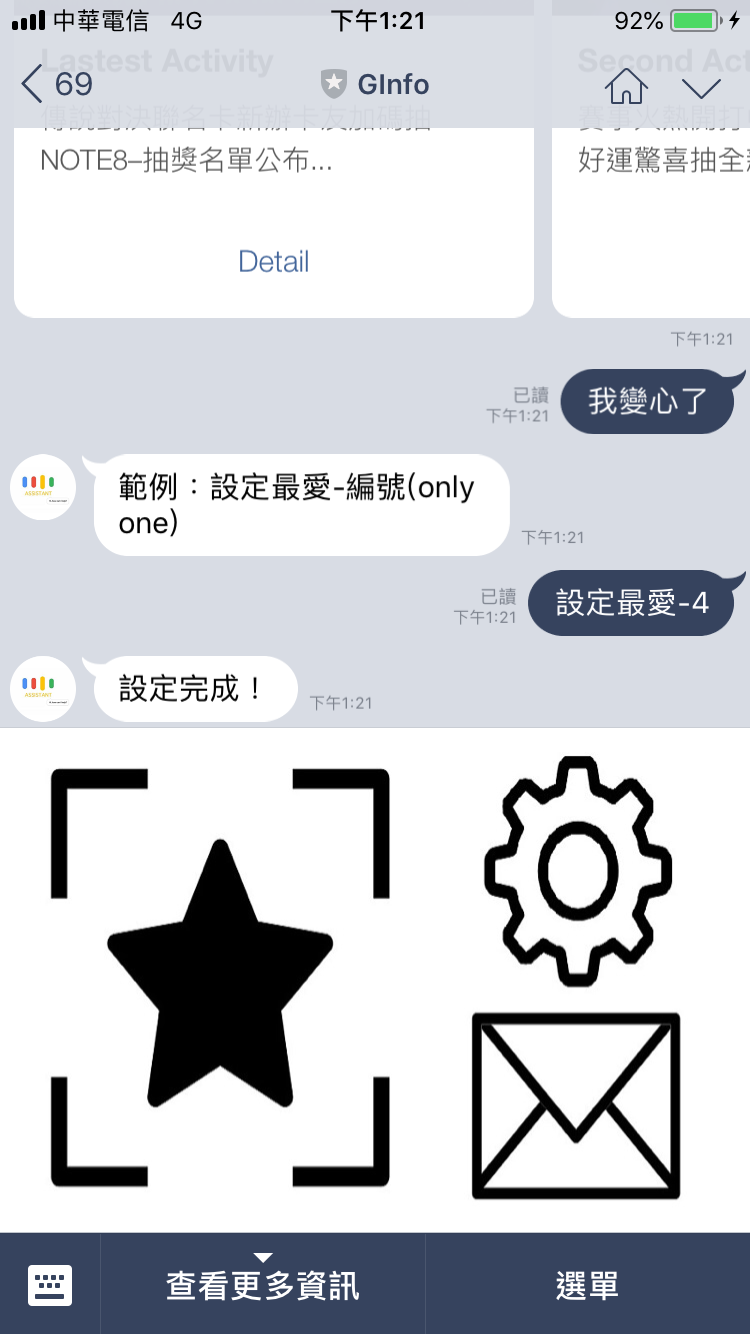 中華電信 4G 下午1:21 92%
Lastest Activity Second Act
69 GInfo
傳說對決聯名卡新辦卡友加碼抽 賽事火熱開打
NOTE8–抽獎名單公布... 好運驚喜抽全
Detail
下午1:21
已讀
下午1:21
我變心了
ASSISTANT
範例：設定最愛-編號(only
one)
下午1:21
已讀
下午1:21
設定最愛-4
ASSISTANT
設定完成！
下午1:21
查看更多資訊 選單